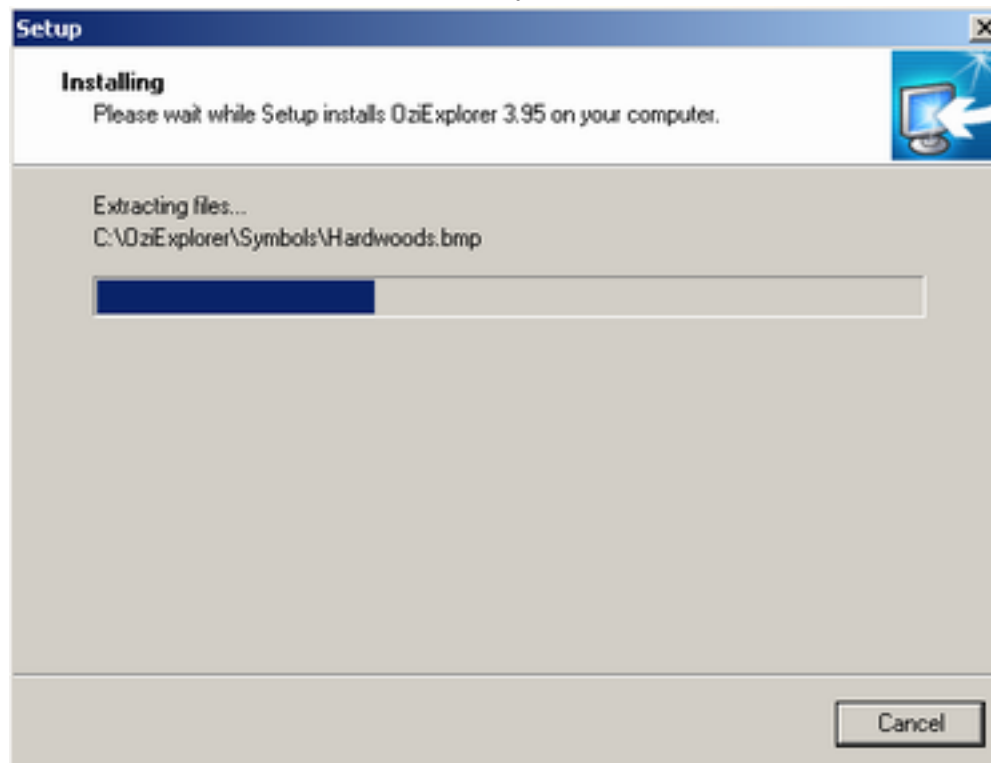 Setup
Installing
Please wait while Setup installs OziExplorer 3.95 on your computer.
Extracting files...
C:\OziExplorer\Symbols\Hardwoods.bmp
Cancel